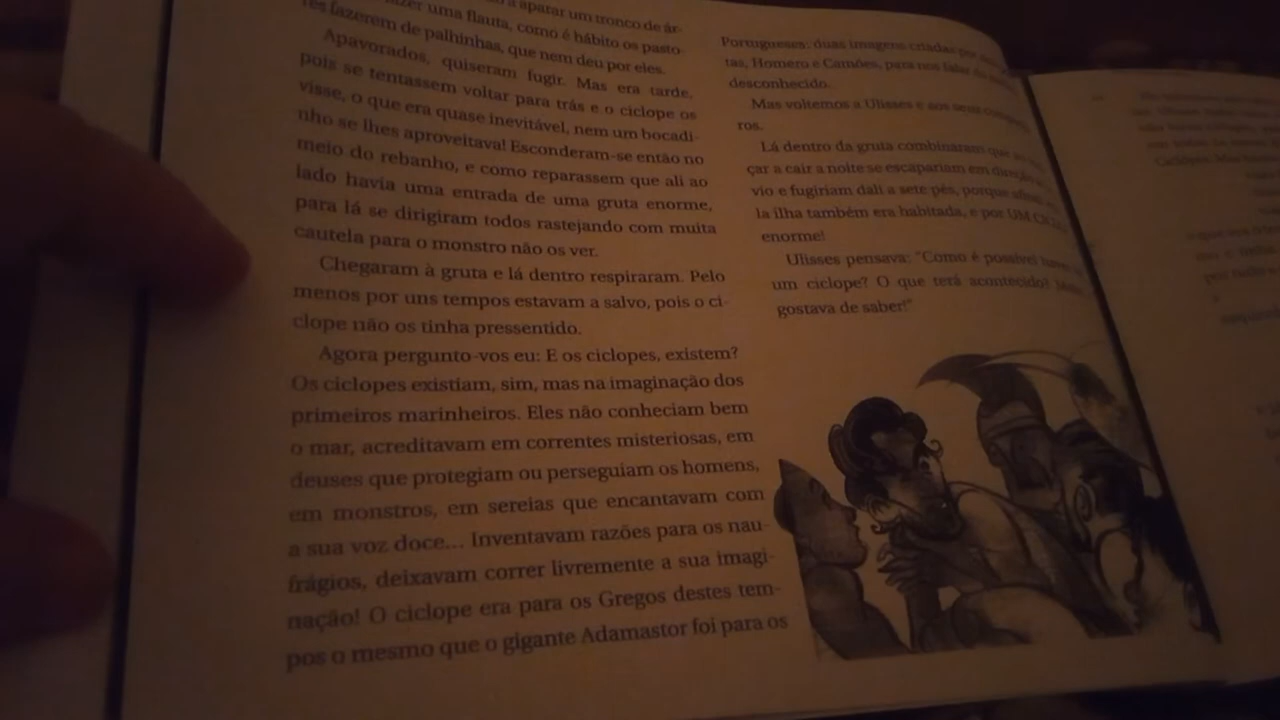 a aparar um tronco de ár-
uma flauta, como é hábito os pasto-
res fazerem de palhinhas, que nem deu por eles.
Apavorados, quiseram fugir. Mas era tarde,
pois se tentassem voltar para trás e o ciclope os
visse, o que era quase inevitável, nem um bocadi-
nho se lhes aproveitava! Esconderam-se então no
meio do rebanho, e como reparassem que ali ao
lado havia uma entrada de uma gruta enorme,
para lá se dirigiram todos rastejando com muita
cautela para o monstro não os ver.
Chegaram à gruta e lá dentro respiraram. Pelo
menos por uns tempos estavam a salvo, pois o ci-
clope não os tinha pressentido.
Agora pergunto-vos eu: E os ciclopes, existem?
Os ciclopes existiam, sim, mas na imaginação dos
primeiros marinheiros. Eles não conheciam bem
o mar, acreditavam em correntes misteriosas, em
deuses que protegiam ou perseguiam os homens,
em monstros, em sereias que encantavam com
a sua voz doce... Inventavam razões para os nau-
frágios, deixavam correr livremente a sua imagi-
nação! O ciclope era para os Gregos destes tem-
pos o mesmo que o gigante Adamastor foi para os
Portugueses: duas imagens criadas por
tas, Homero e Camões, para nos falar do
desconhecido.
Mas voltemos a Ulisses e aos seus
ros.
Lá dentro da gruta combinaram que ao
çar a cair a noite se escapariam em
vio e fugiriam dali a sete pés, porque
la ilha também era habitada, e por UM
enorme!
Ulisses pensava: "Como é possível
um ciclope? O que terá acontecido?
gostava de saber!"